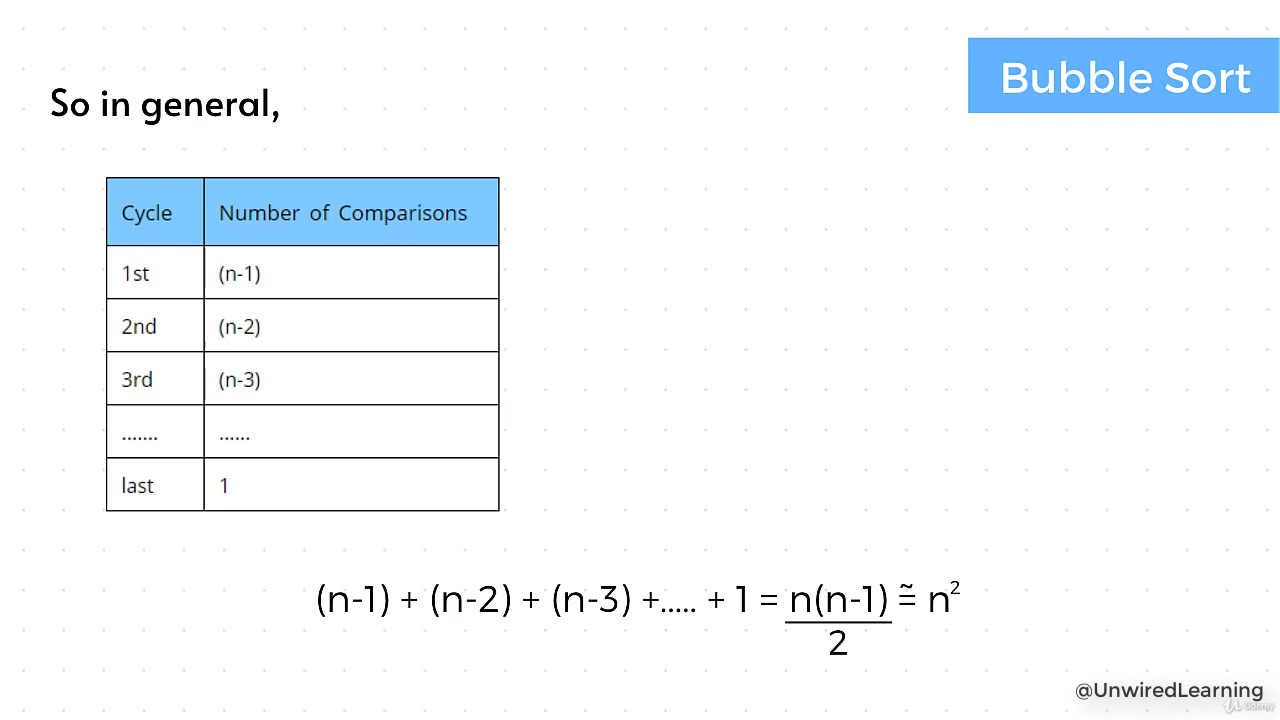 Bubble Sort
So in general,
Cycle Number of Comparisons
1st (n-1)
2nd (n-2)
3rd (n-3)
....... ......
last 1
(n-1) + (n-2) + (n-3) +..... + 1 = n(n-1) ≅ n²
2
@UnwiredLearning
Udemy